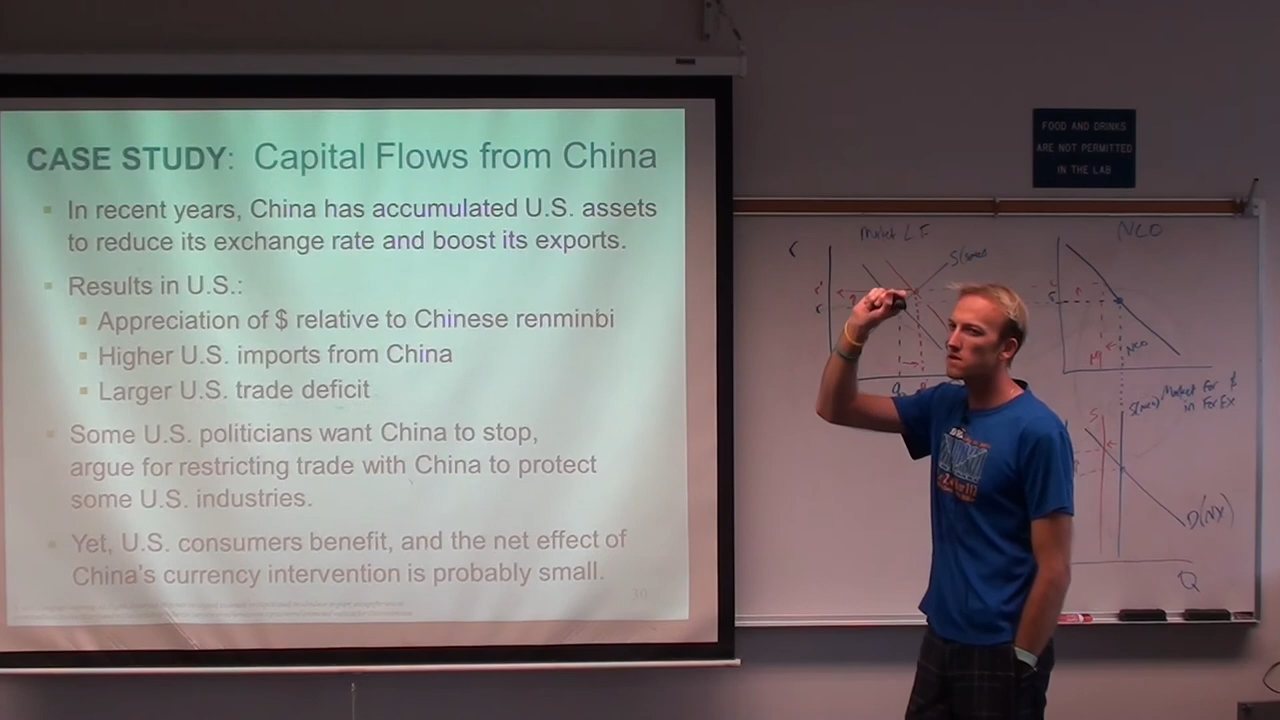 CASE STUDY: Capital Flows from China
In recent years, China has accumulated U.S. assets
to reduce its exchange rate and boost its exports.
Results in U.S.:
Appreciation of $ relative to Chinese renminbi
Higher U.S. imports from China
Larger U.S. trade deficit
Some U.S. politicians want China to stop,
argue for restricting trade with China to protect
some U.S. industries.
Yet, U.S. consumers benefit, and the net effect of
China's currency intervention is probably small.
30
FOOD AND DRINKS
ARE NOT PERMITTED
IN THE LAB
Market LF
NCO
NCO
Market for $
in ForEx
S(NCO)
S
D(NX)
Q